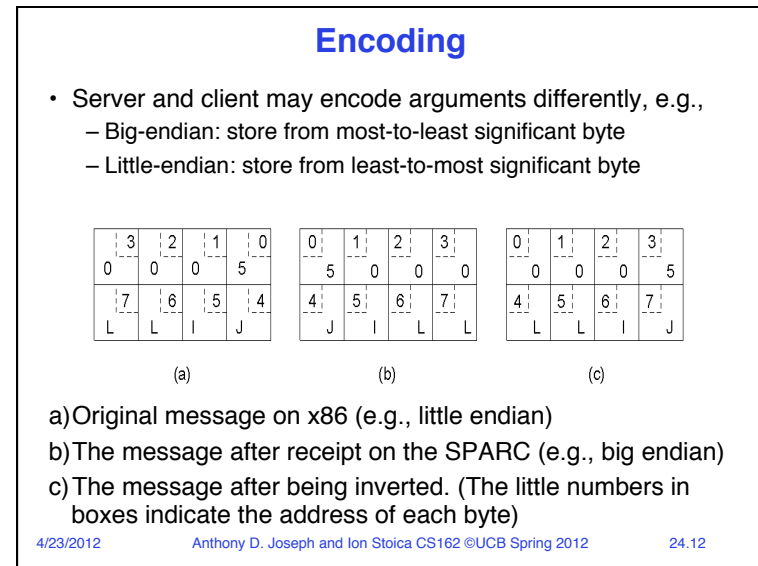 Encoding
• Server and client may encode arguments differently, e.g.,
– Big-endian: store from most-to-least significant byte
– Little-endian: store from least-to-most significant byte
3 2 1 0 0 1 2 3 0 1 2 3
0 0 0 5 5 0 0 0 0 0 0 5
7 6 5 4 4 5 6 7 4 5 6 7
L L I J J I L L L L I J
(a) (b) (c)
a)Original message on x86 (e.g., little endian)
b)The message after receipt on the SPARC (e.g., big endian)
c)The message after being inverted. (The little numbers in
boxes indicate the address of each byte)
4/23/2012 Anthony D. Joseph and Ion Stoica CS162 ©UCB Spring 2012 24.12